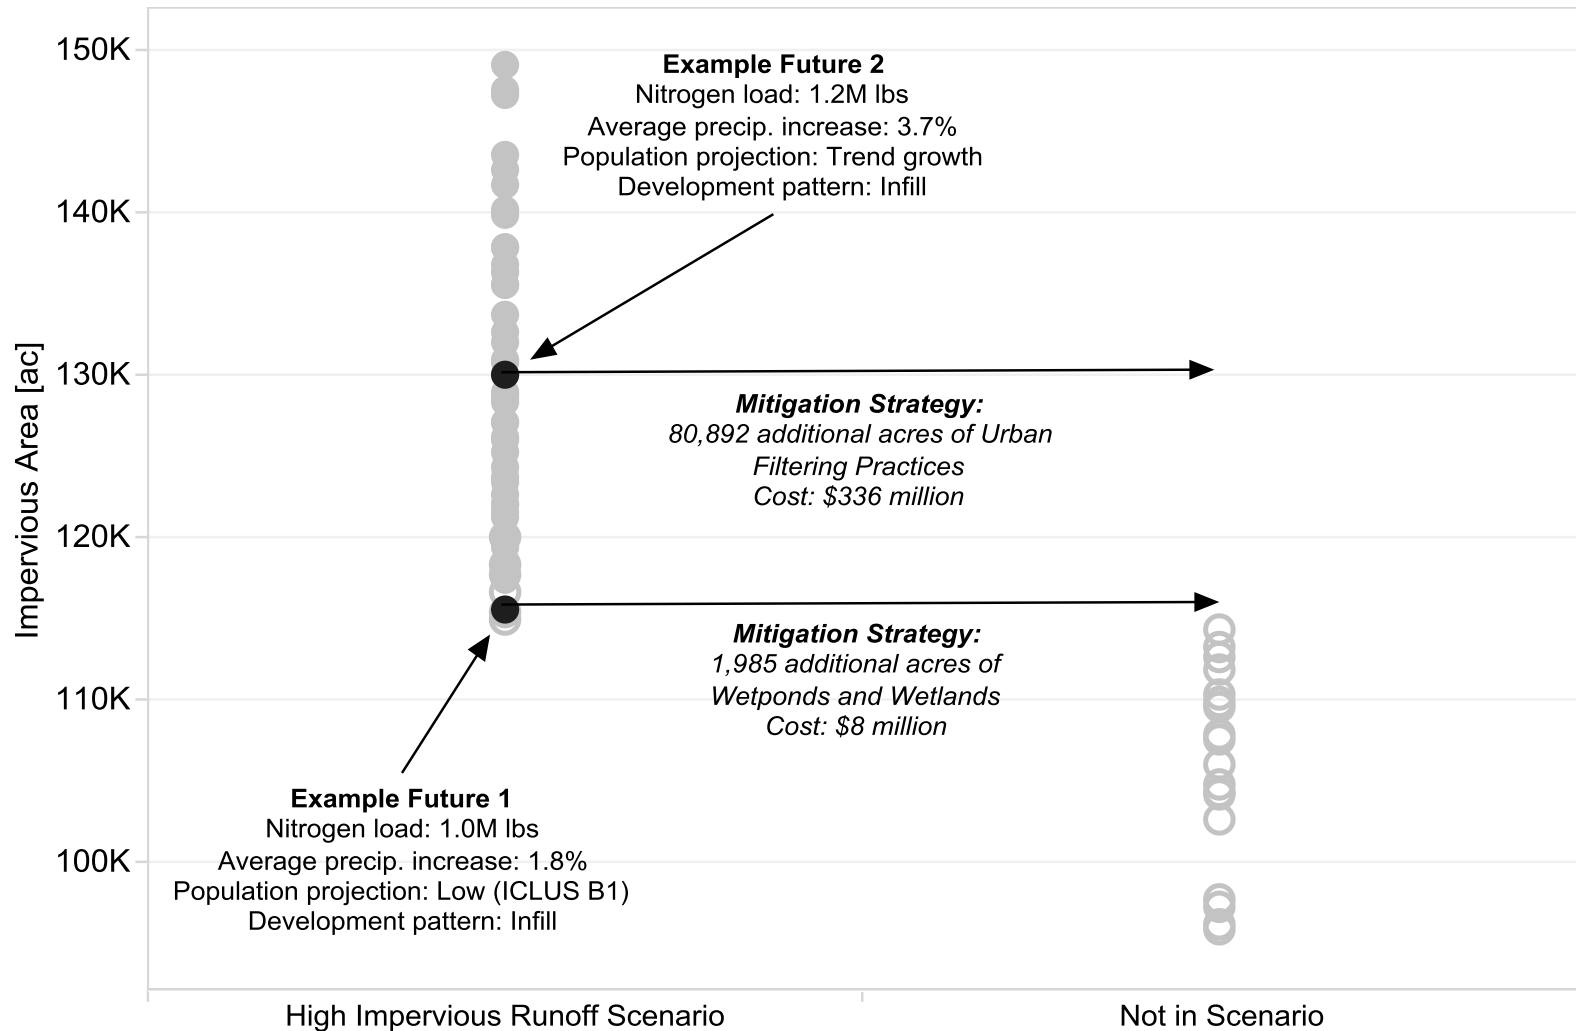 150K
Example Future 2
Nitrogen load: 1.2M lbs
Average precip. increase: 3.7%
Population projection: Trend growth
Development pattern: Infill
140K
130K
Mitigation Strategy:
80,892 additional acres of Urban
Filtering Practices
Cost: $336 million
Impervious Area [ac]
120K
Mitigation Strategy:
1,985 additional acres of
Wetponds and Wetlands
Cost: $8 million
110K
Example Future 1
Nitrogen load: 1.0M lbs
Average precip. increase: 1.8%
Population projection: Low (ICLUS B1)
Development pattern: Infill
100K
High Impervious Runoff Scenario
Not in Scenario